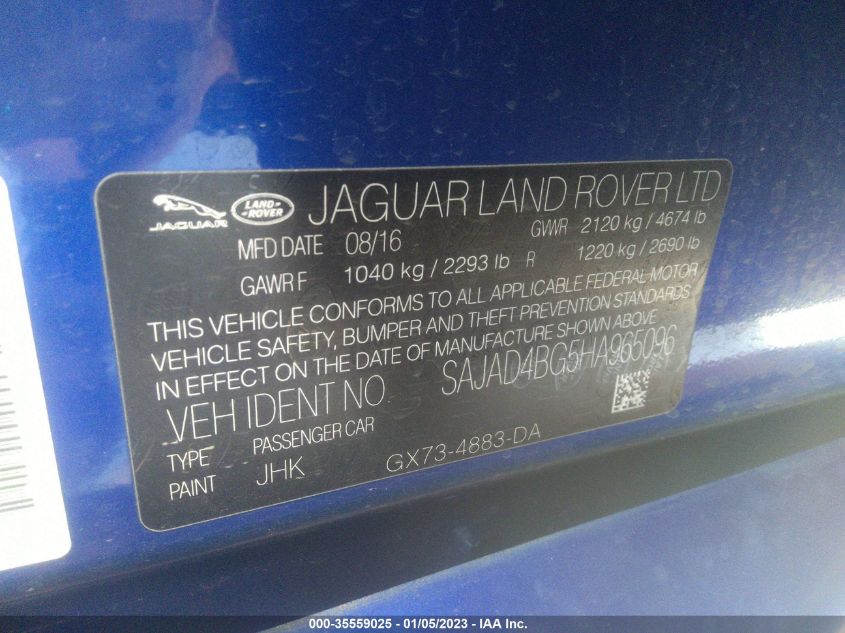 JAGUAR LAND ROVER JAGUAR LAND ROVER LTD
MFD DATE 08/16 GWR 2120 kg / 4674 lb
GAWR F 1040 kg / 2293 lb R 1220 kg / 2690 lb
THIS VEHICLE CONFORMS TO ALL APPLICABLE FEDERAL MOTOR
VEHICLE SAFETY, BUMPER AND THEFT PREVENTION STANDARDS
IN EFFECT ON THE DATE OF MANUFACTURE SHOWN ABOVE
VEH IDENT NO SAJAD4BG5HA965096
TYPE PASSENGER CAR
PAINT JHK GX73-4883-DA
000-35559025 - 01/05/2023 - © IAA Inc.